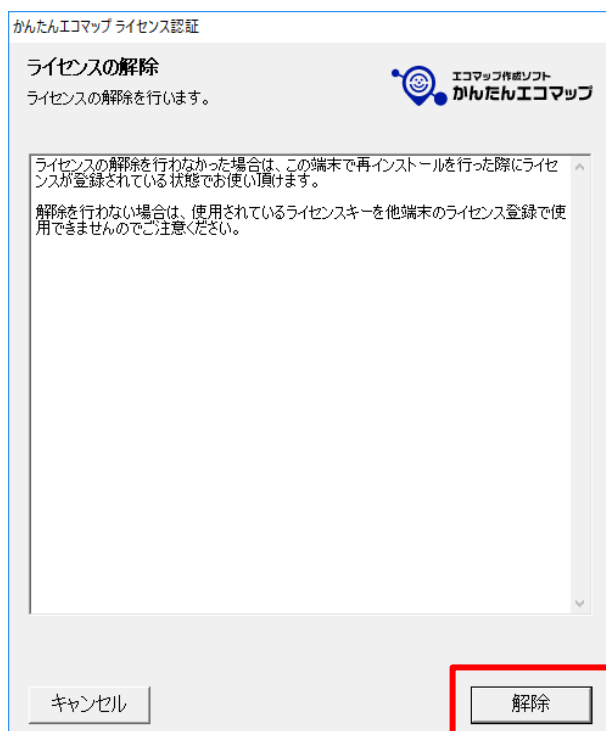 かんたんエコマップ ライセンス認証
ライセンスの解除
ライセンスの解除を行います。
エコマップ作成ソフト
かんたんエコマップ
ライセンスの解除を行わなかった場合は、この端末で再インストールを行った際にライセ
ンスが登録されている状態でお使い頂けます。
解除を行わない場合は、使用されているライセンスキーを他端末のライセンス登録で使
用できませんのでご注意ください。
キャンセル
解除